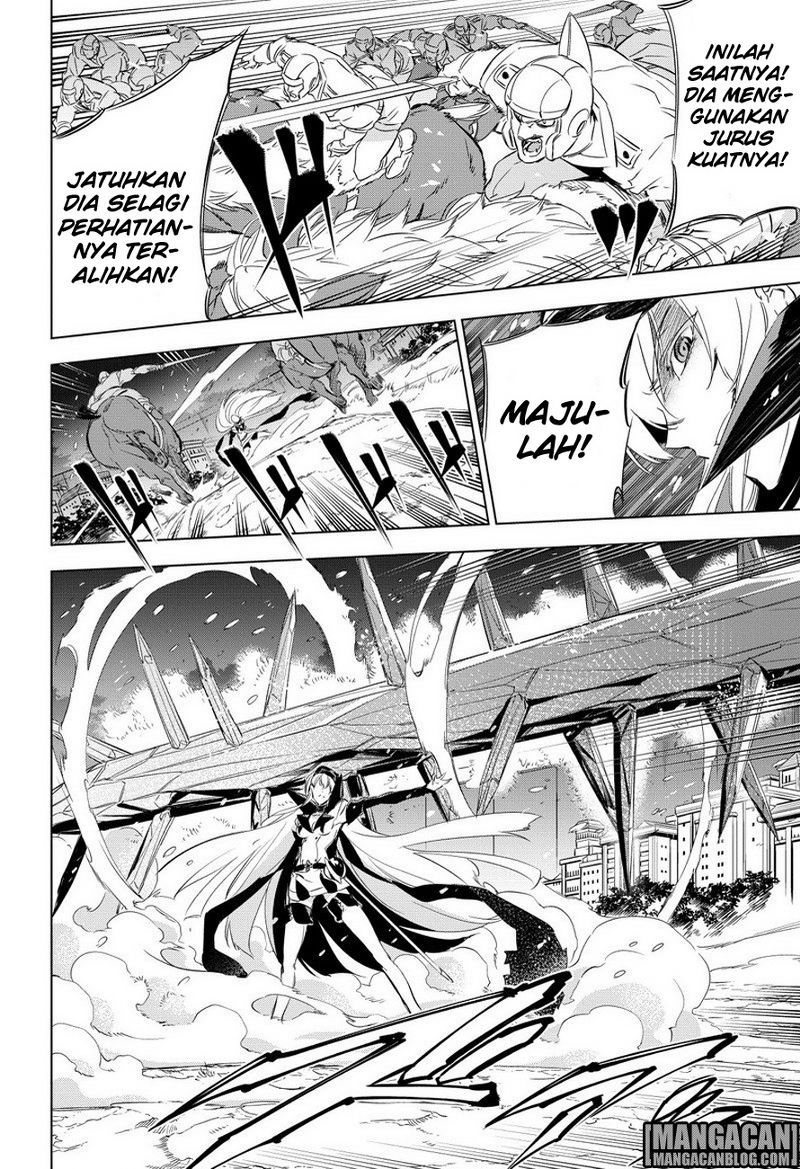 INILAH
SAATNYA!
DIA MENG-
GUNAKAN
JURUS
KUATNYA!
JATUHKAN
DIA SELAGI
PERHATIAN-
NYA TER-
ALIHKAN!
MAJU-
LAH!
MANGACAN
MANGACANBLOG.COM